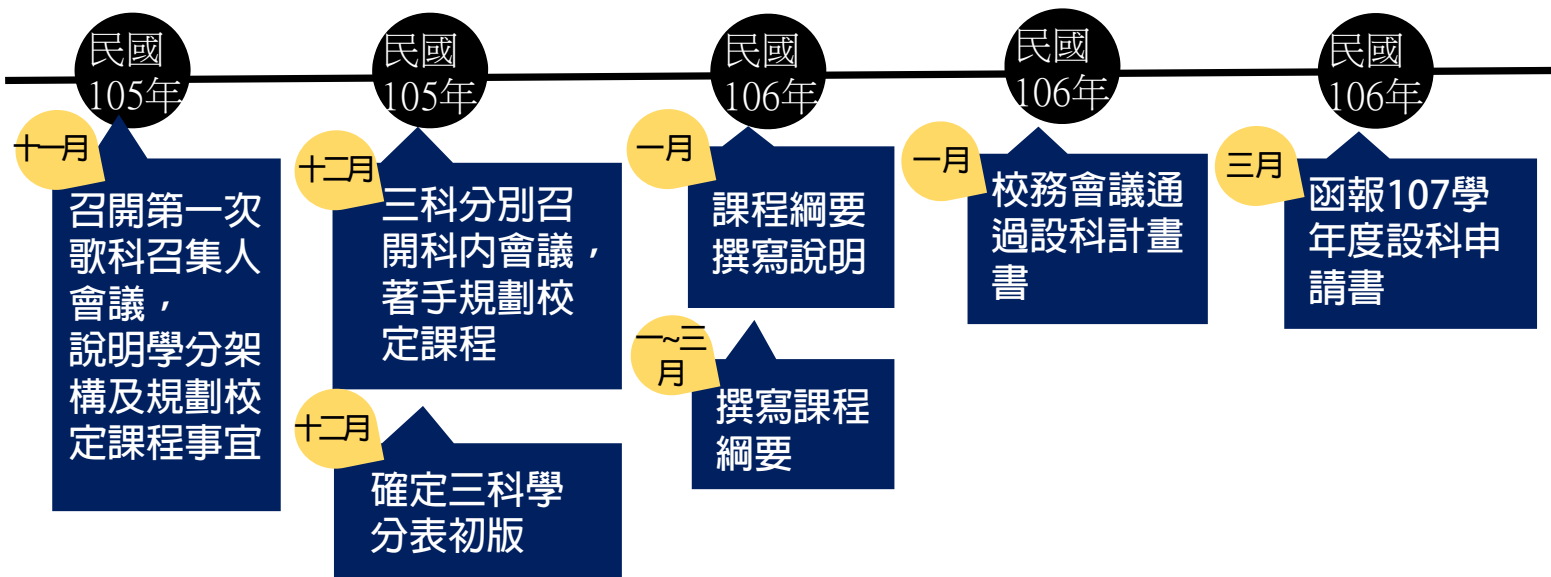 民國
105年
十一月
召開第一次
歌科召集人
會議，
說明學分架
構及規劃校
定課程事宜
民國
105年
十二月
三科分別召
開科內會議，
著手規劃校
定課程
十二月
確定三科學
分表初版
民國
106年
一月
課程綱要
撰寫說明
一~三
月
撰寫課程
綱要
民國
106年
一月
校務會議通
過設科計畫
書
民國
106年
三月
函報107學
年度設科申
請書